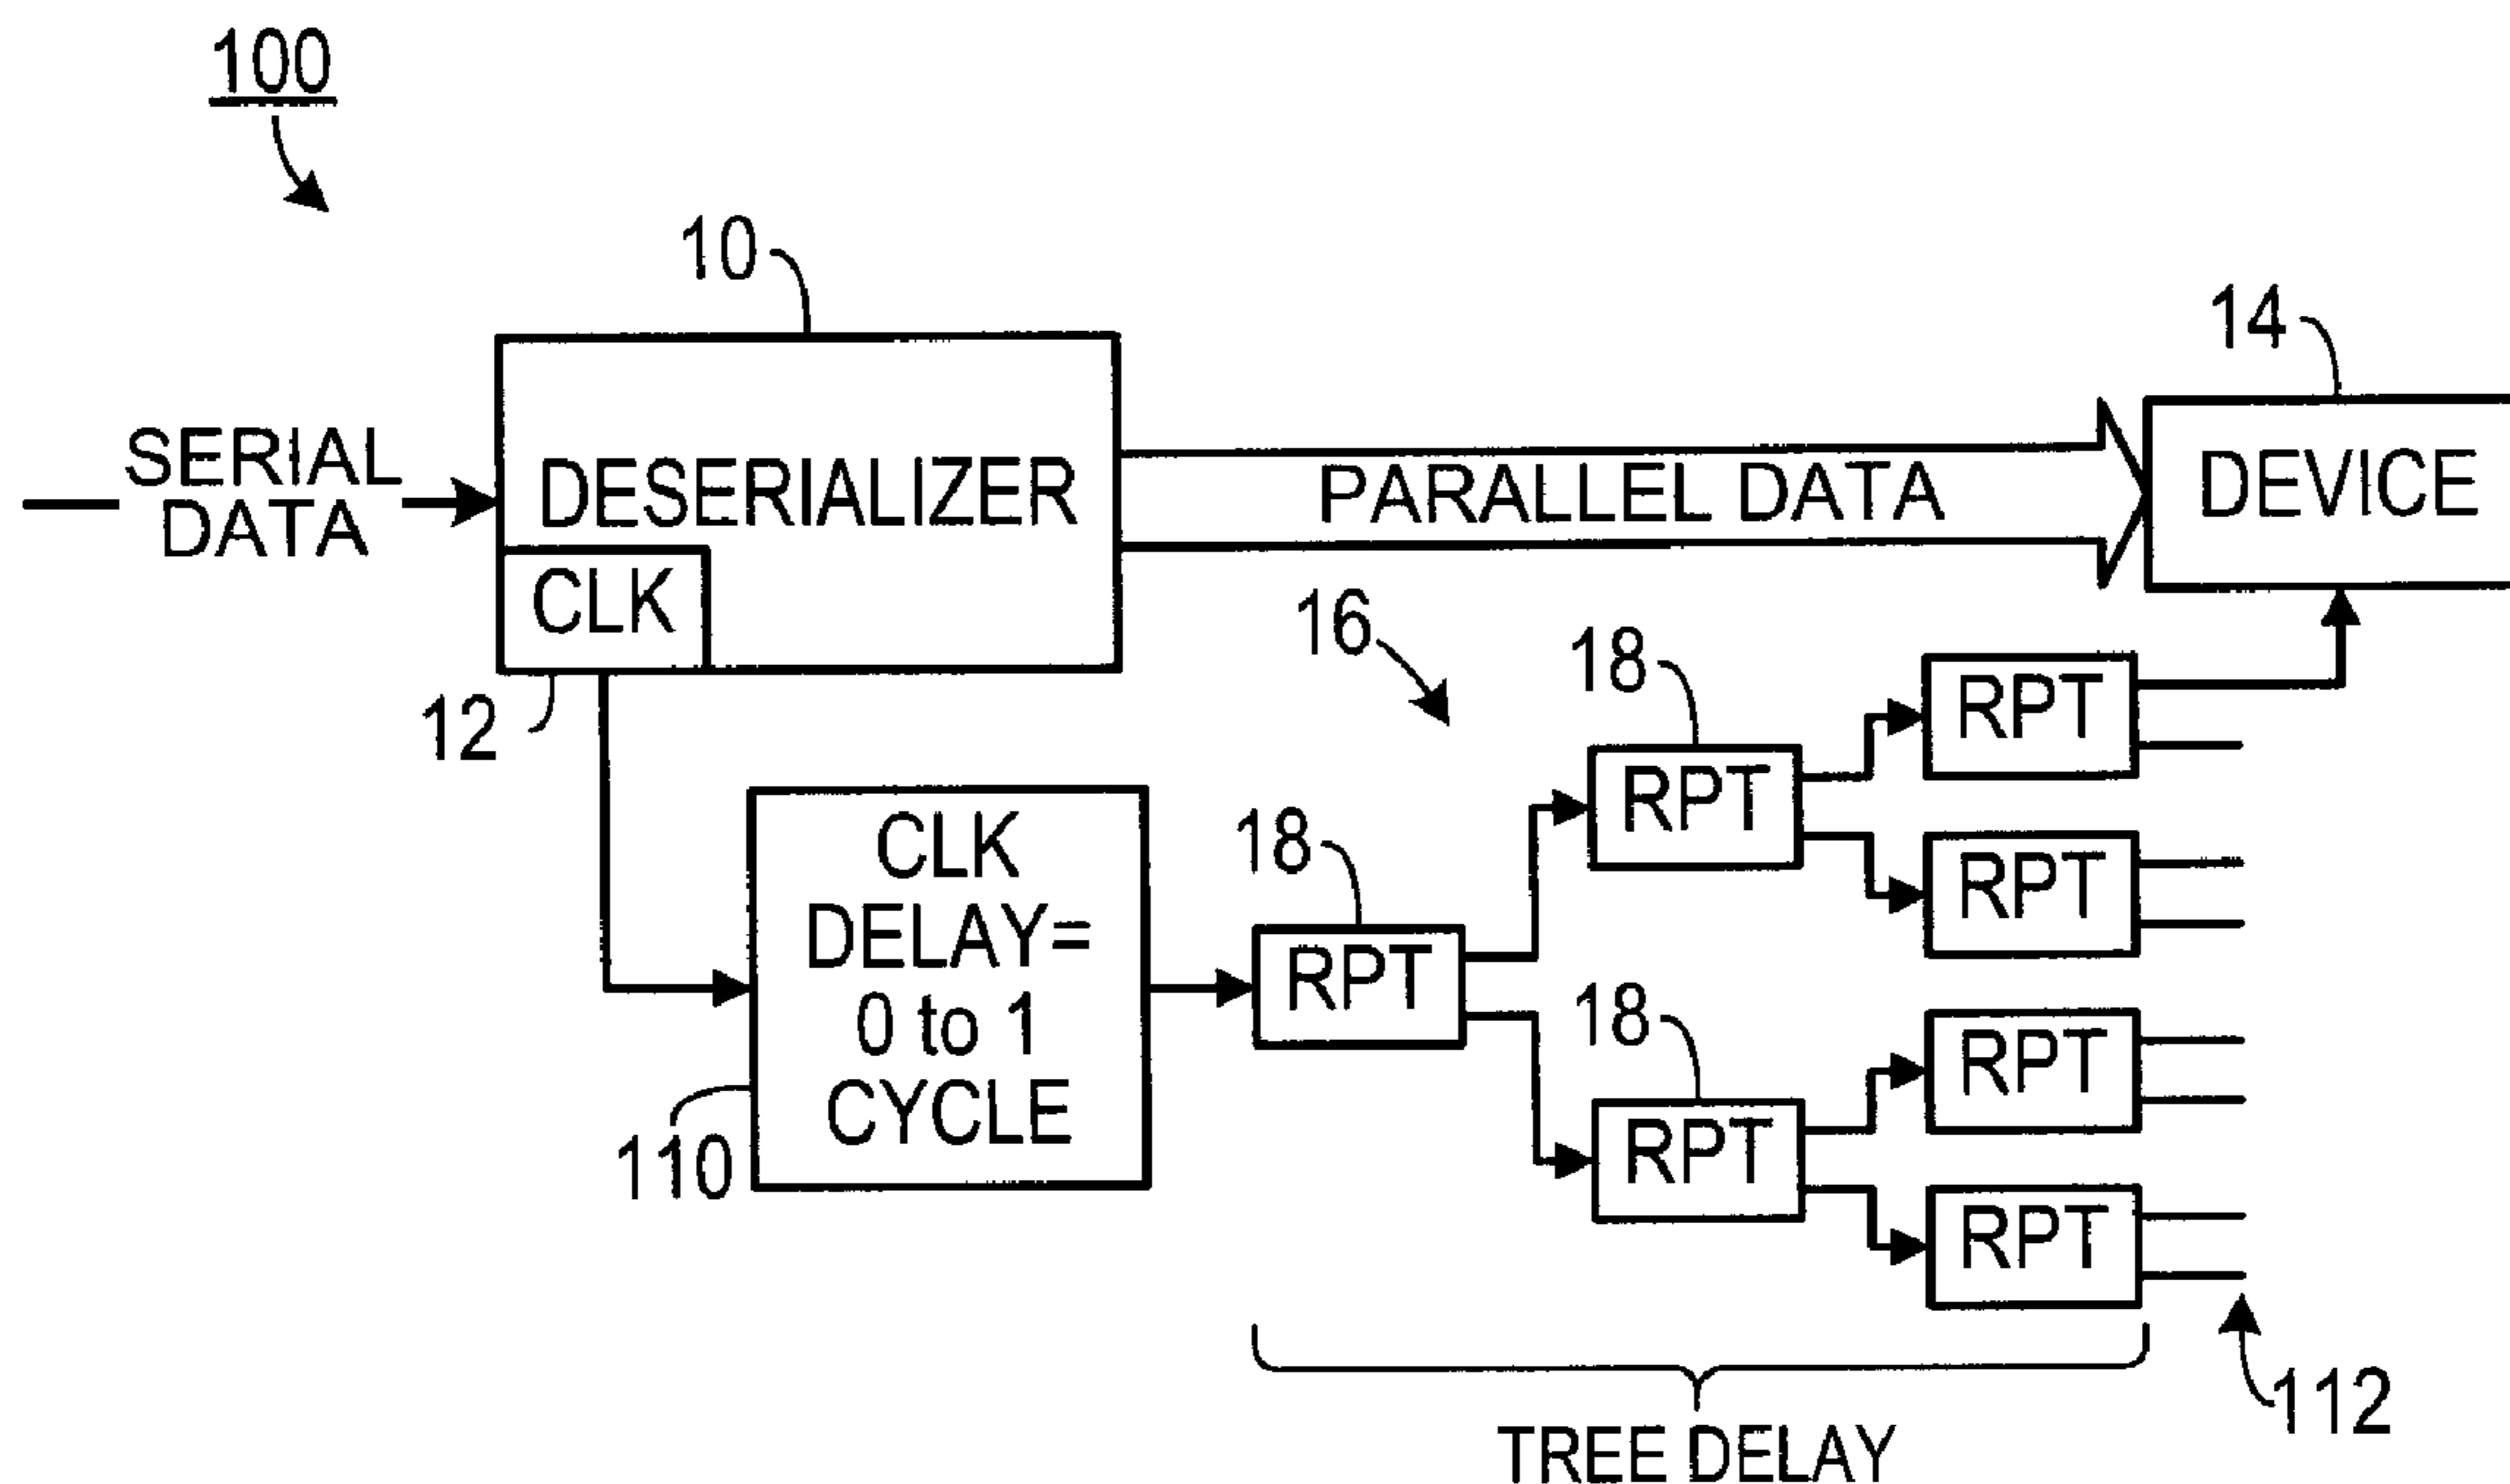 100
10
14
SERIAL
DATA
DESERIALIZER
PARALLEL DATA
DEVICE
CLK
12
16
18
RPT
RPT
18
RPT
RPT
CLK
DELAY=
0 to 1
CYCLE
110
18
RPT
RPT
RPT
RPT
TREE DELAY
112